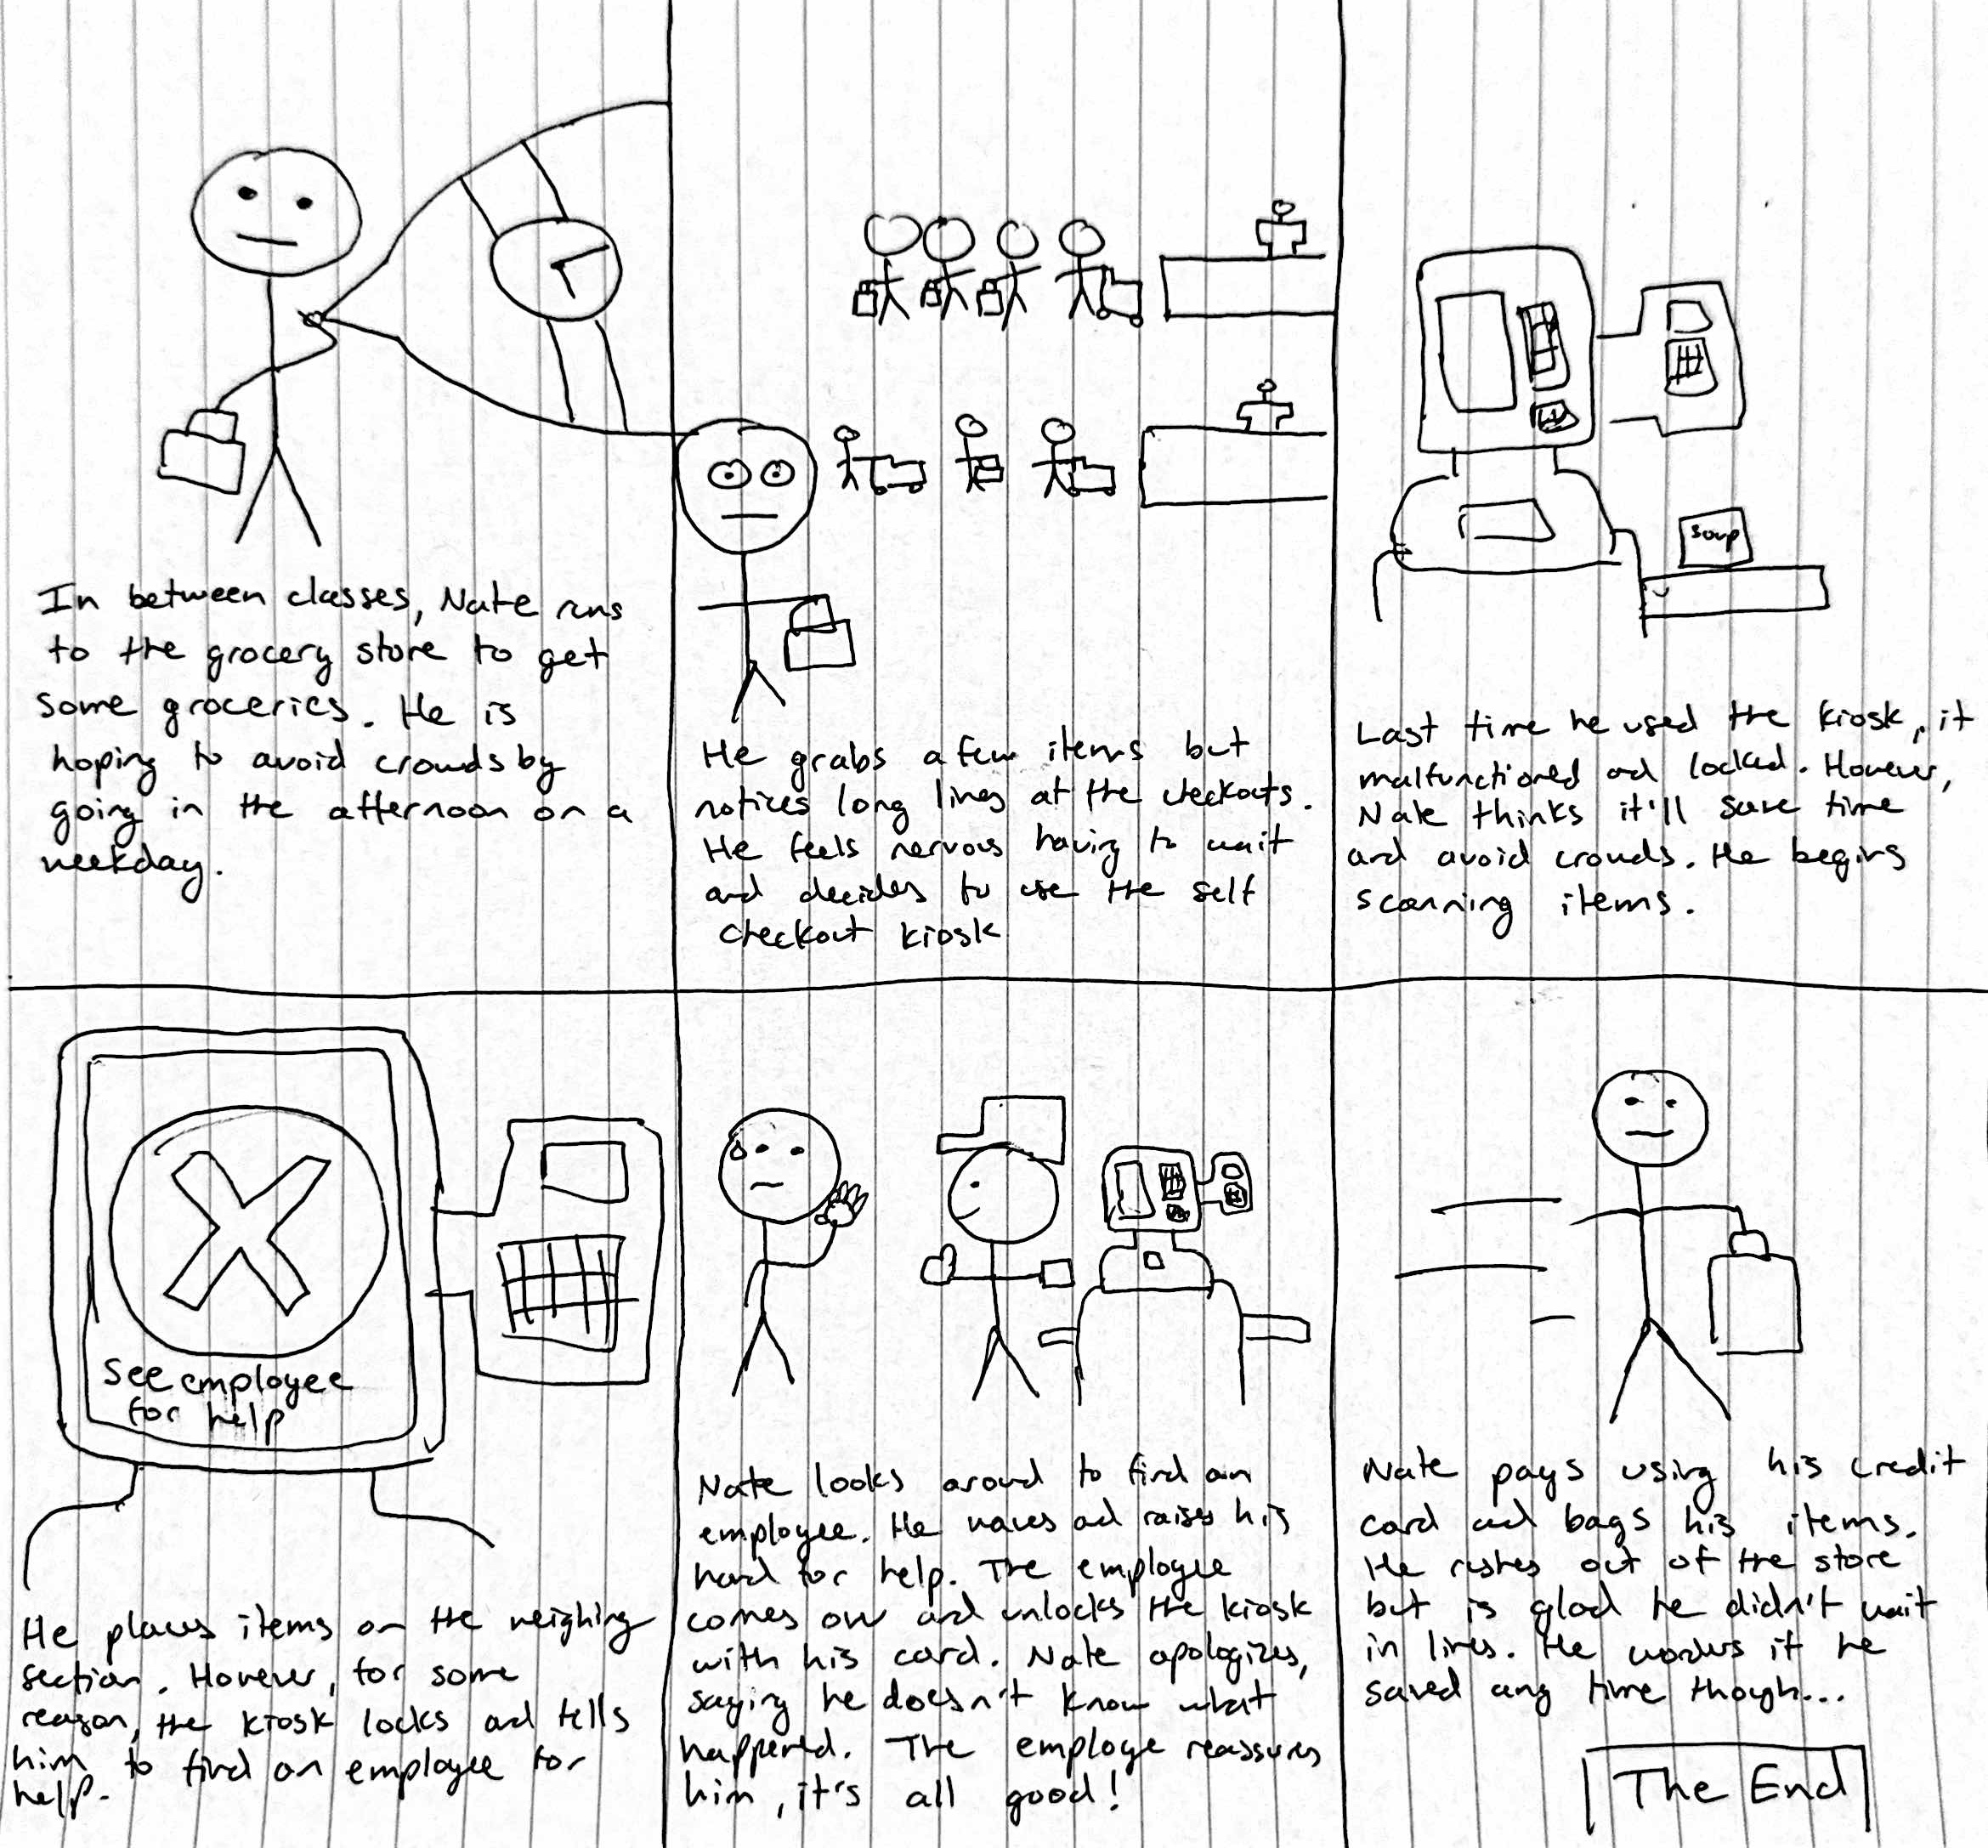 In between classes, Nate runs
to the grocery store to get
some groceries. He is
hoping to avoid crowds by
going in the afternoon on a
weekday.
He grabs a few items but
notices long lines at the checkouts.
He feels nervous having to wait
and decides to use the self
checkout kiosk
soup
Last time he used the kiosk, it
malfunctioned ad locked. However,
Nate thinks it'll save time
and avoid crowds. He begins
scanning items.
See employee
for help
He places items on the weighing
section. However, for some
reason, the kiosk locks ad tells
him to find an employee for
help.
Nate looks around to find an
employee. He waves ad raises his
hand for help. The employee
comes over and unlocks the kiosk
with his card. Nate apologizes,
saying he doesn't know what
happened. The employe reassures
him, it's all good!
Nate pays using his credit
card and bags his items.
He rushes out of the store
but is glad he didn't wait
in lines. He wonders if he
saved any time though...
The End